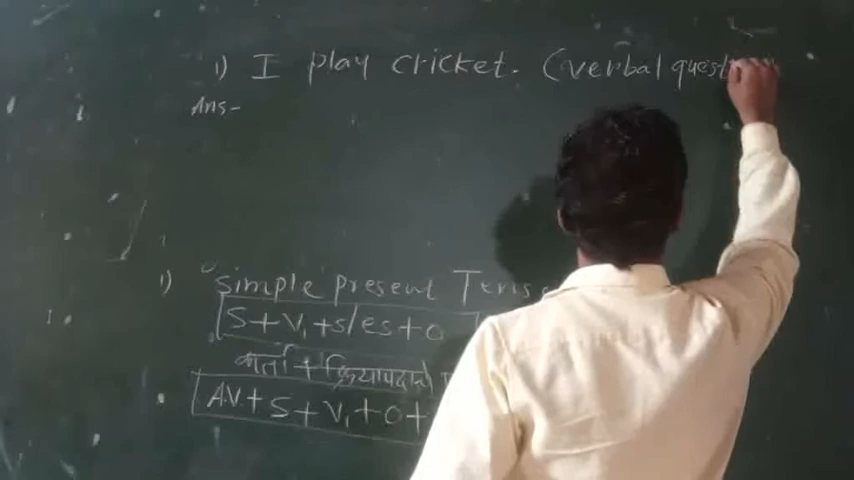 1) I play cricket. (verbal quest
Ans-
1) Simple present Tense
S+V₁+s/es+o
कर्ता + क्रियापदाचे
AV+S+V₁+o+